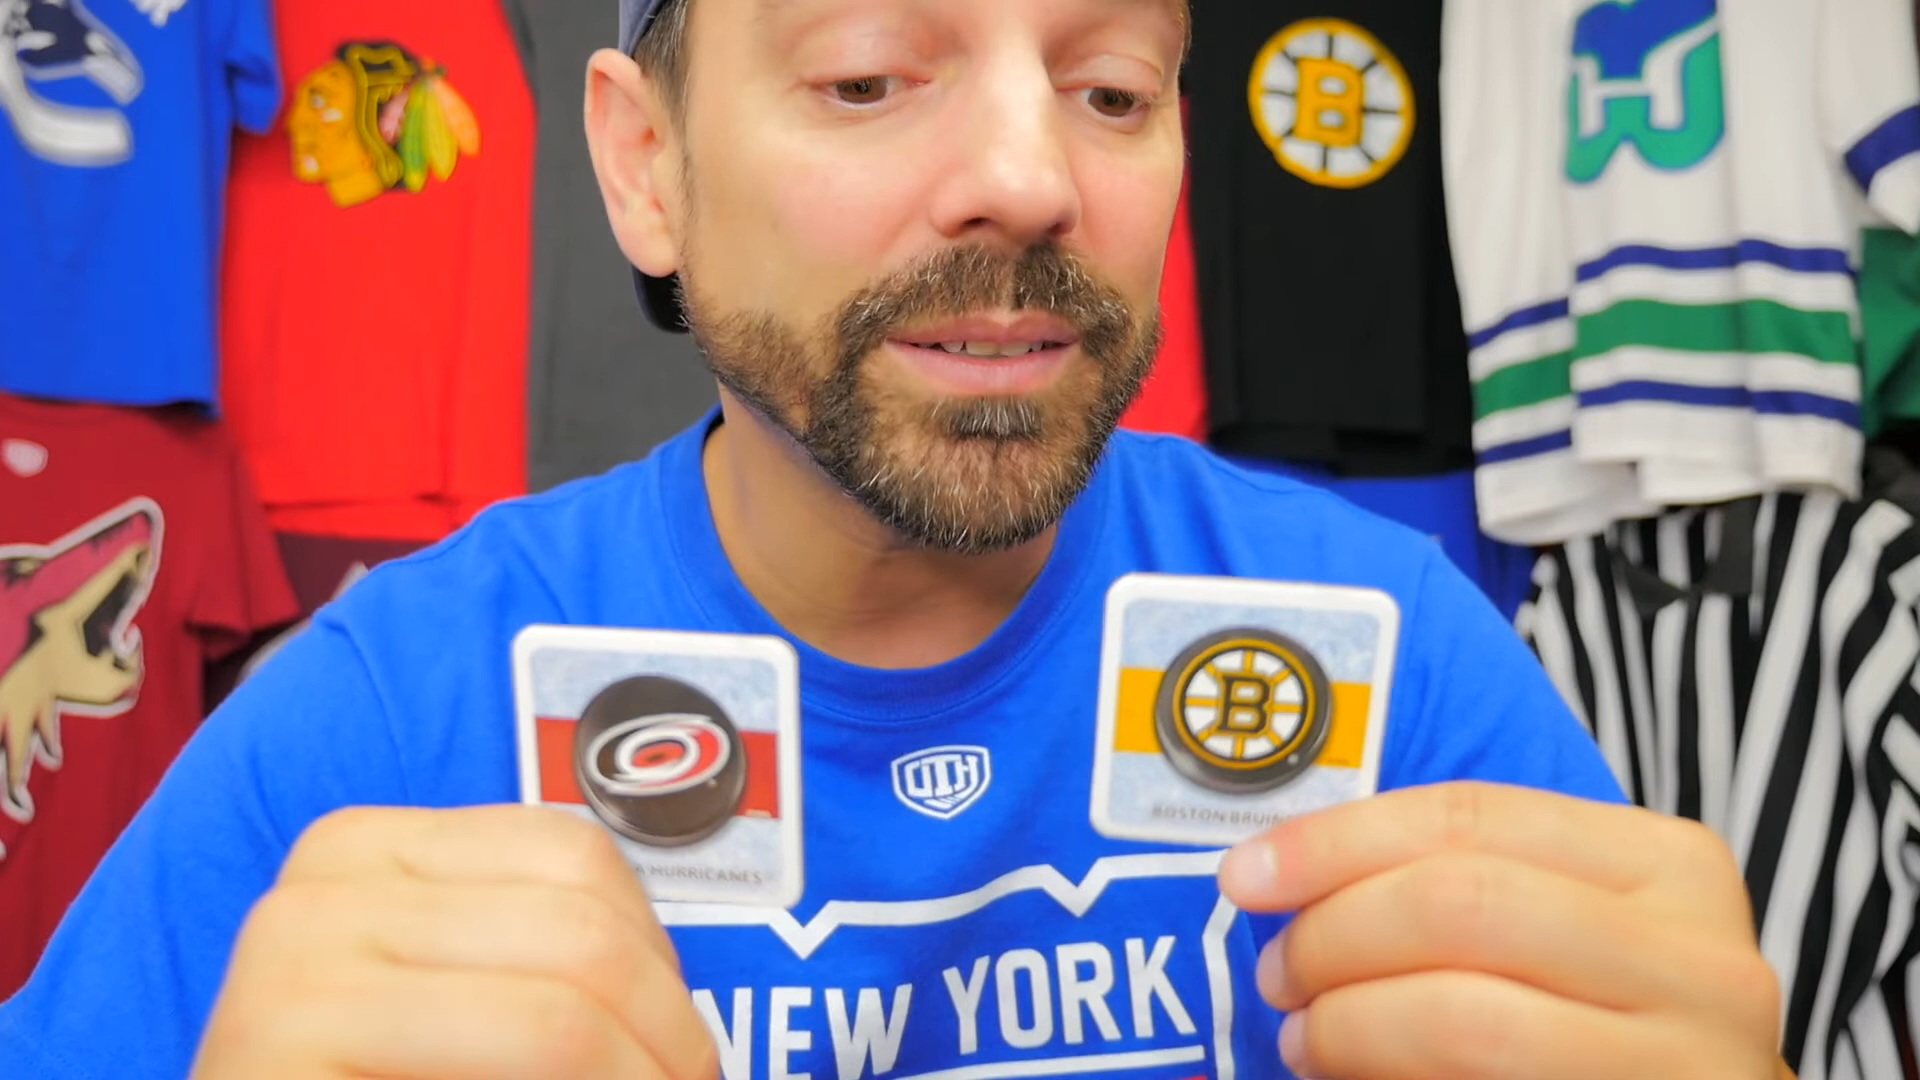 B
B
OTH
HURRICANES
BOSTON BRUIN
NEW YORK